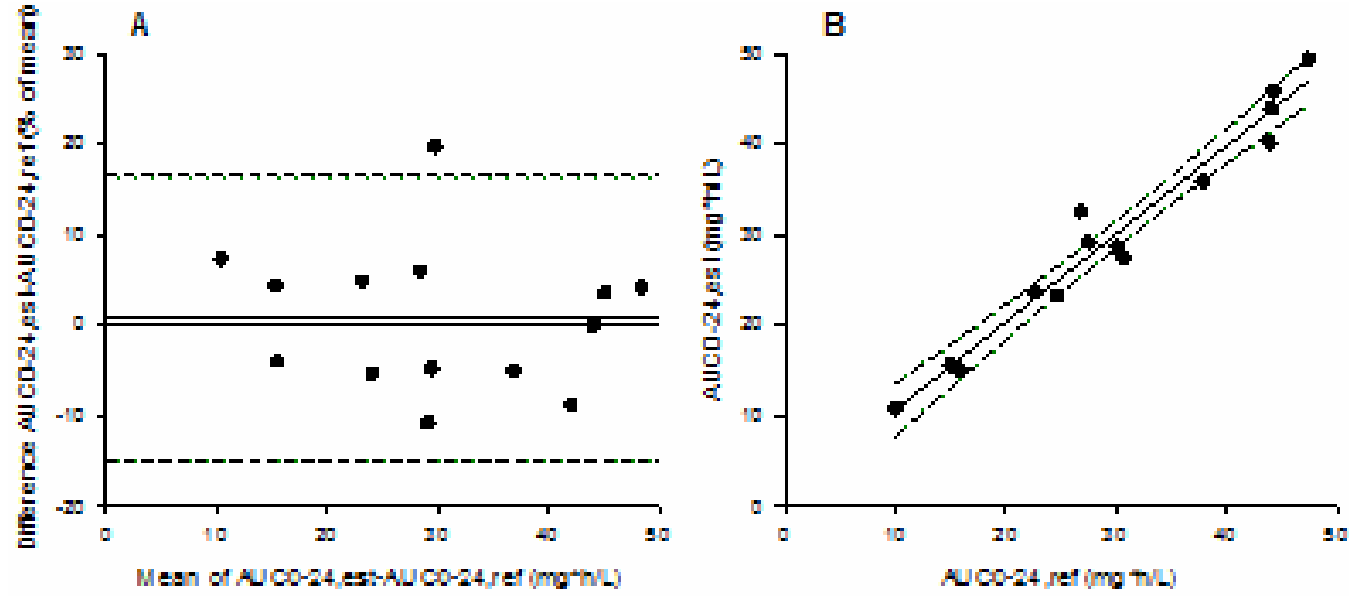 A
Difference AUC0-24,est-AUC0-24,ref (% of mean)
30
20
10
0
-10
-20
0 10 20 30 40 50
Mean of AUC0-24,est-AUC0-24,ref (mg*h/L)
B
AUC0-24,est (mg*h/L)
50
40
30
20
10
0
0 10 20 30 40 50
AUC0-24,ref (mg*h/L)